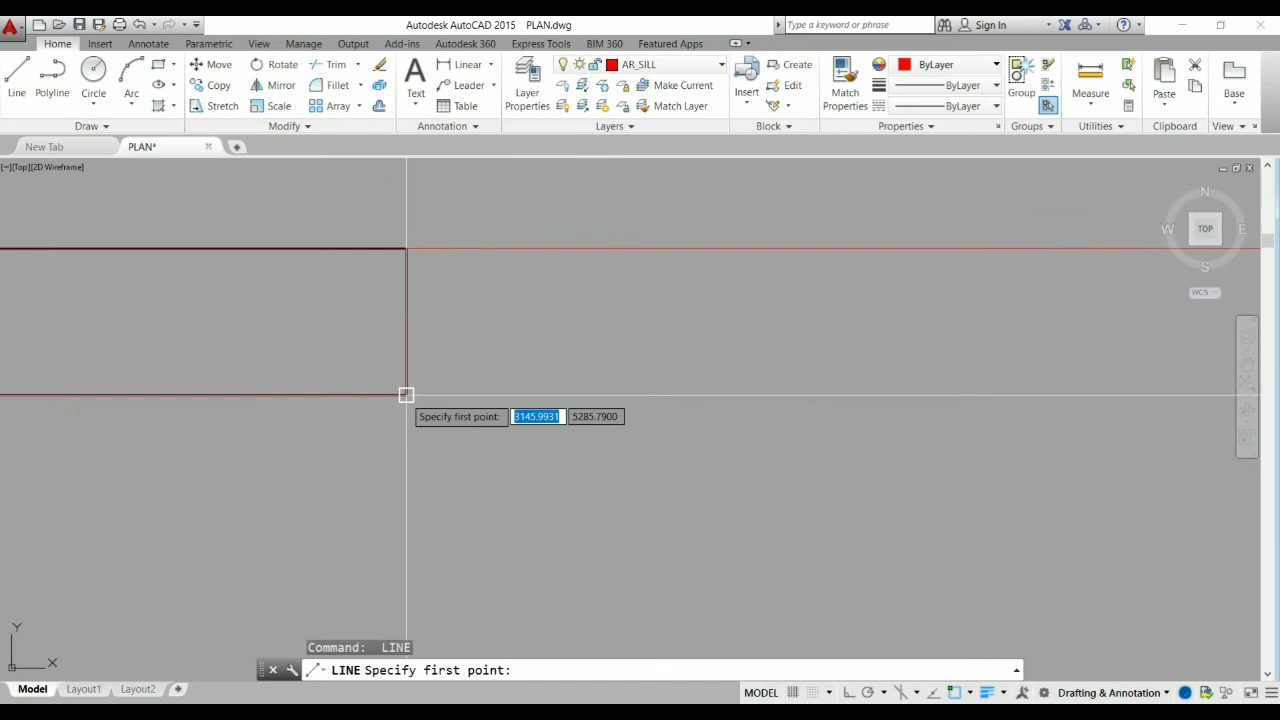 Autodesk AutoCAD 2015 PLAN.dwg
Type a keyword or phrase
Sign In
Home Insert Annotate Parametric View Manage Output Add-ins Autodesk 360 Express Tools BIM 360 Featured Apps
Move Rotate Trim
Linear
AR_SILL
Create
ByLayer
Line Polyline Circle Arc
Copy Mirror Fillet
Text
Leader
Layer
Properties
Make Current
Insert
Edit
Match
Properties
ByLayer
Group
Measure
Paste
Base
Stretch Scale Array
Table
Match Layer
ByLayer
Draw Modify Annotation Layers Block Properties Groups Utilities Clipboard View
New Tab PLAN*
[−][Top][2D Wireframe]
N
W TOP E
S
WCS
Specify first point: 3145.9931 5285.7900
Y
X
Command: LINE
LINE Specify first point:
Model Layout1 Layout2
MODEL
Drafting & Annotation